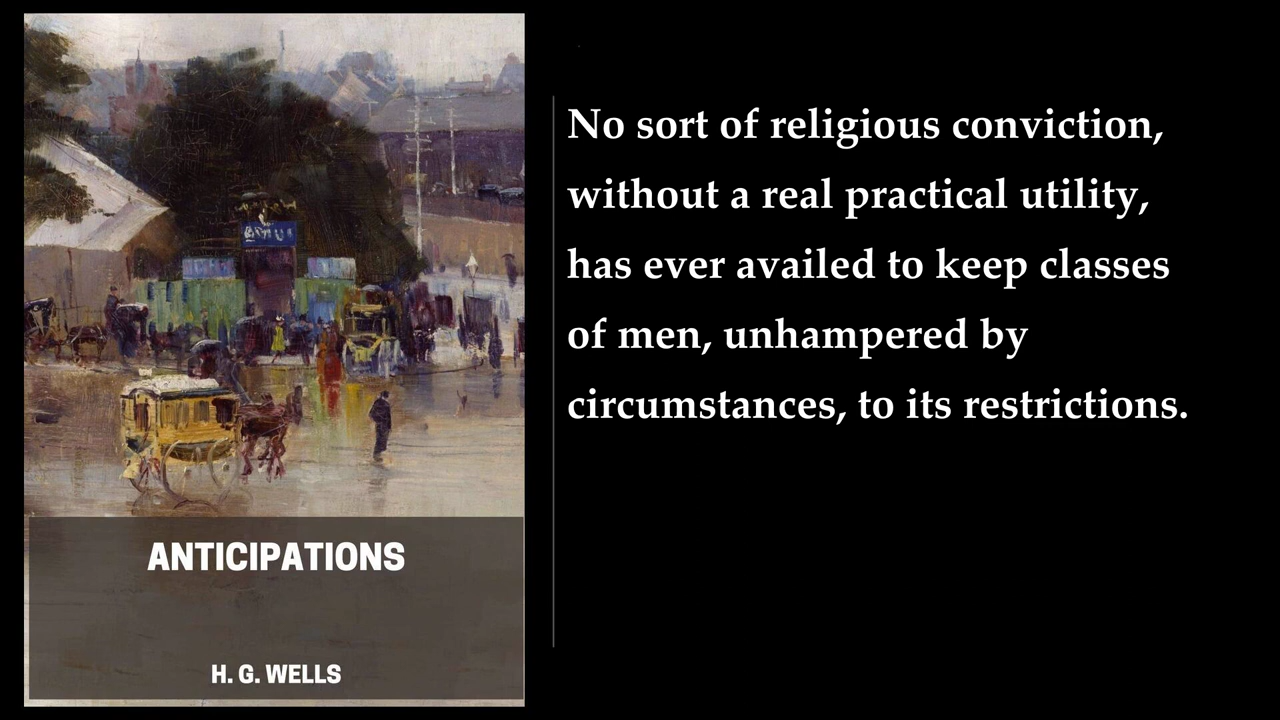 ANTICIPATIONS
H. G. WELLS
No sort of religious conviction,
without a real practical utility,
has ever availed to keep classes
of men, unhampered by
circumstances, to its restrictions.